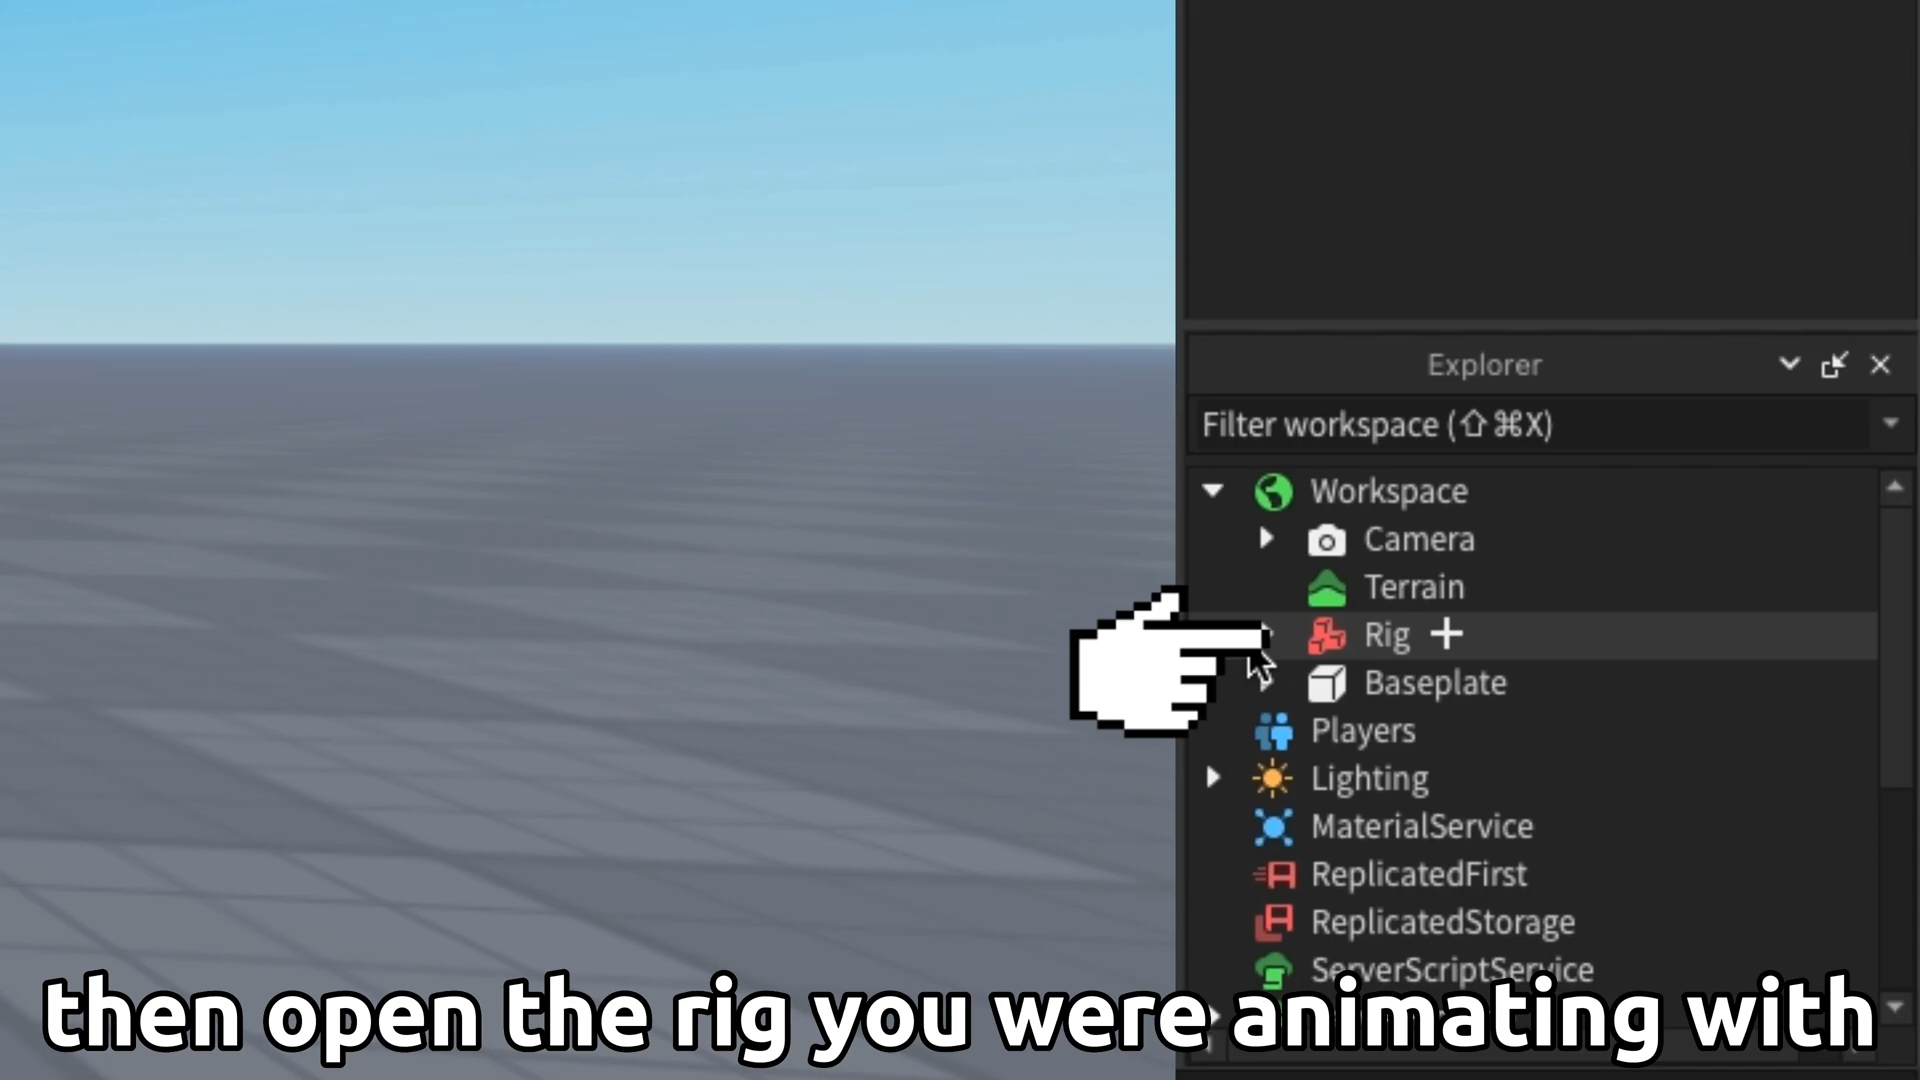 Explorer
Filter workspace (⇧⌘X)
Workspace
Camera
Terrain
Rig +
Baseplate
Players
Lighting
MaterialService
ReplicatedFirst
ReplicatedStorage
ServerScriptService
then open the rig you were animating with